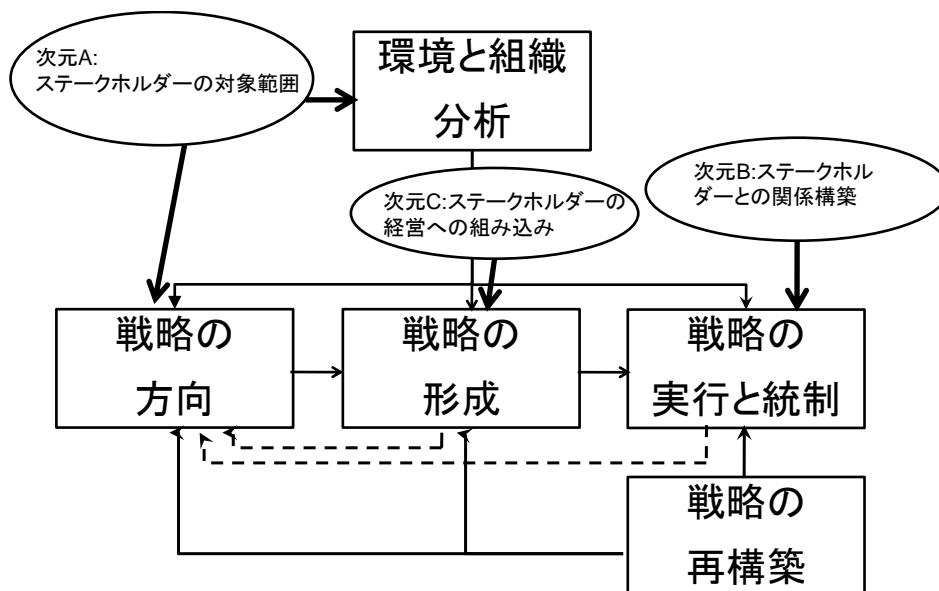 次元A:
ステークホルダーの対象範囲
環境と組織
分析
次元C:ステークホルダーの
経営への組み込み
次元B:ステークホル
ダーとの関係構築
戦略の
方向
戦略の
形成
戦略の
実行と統制
戦略の
再構築